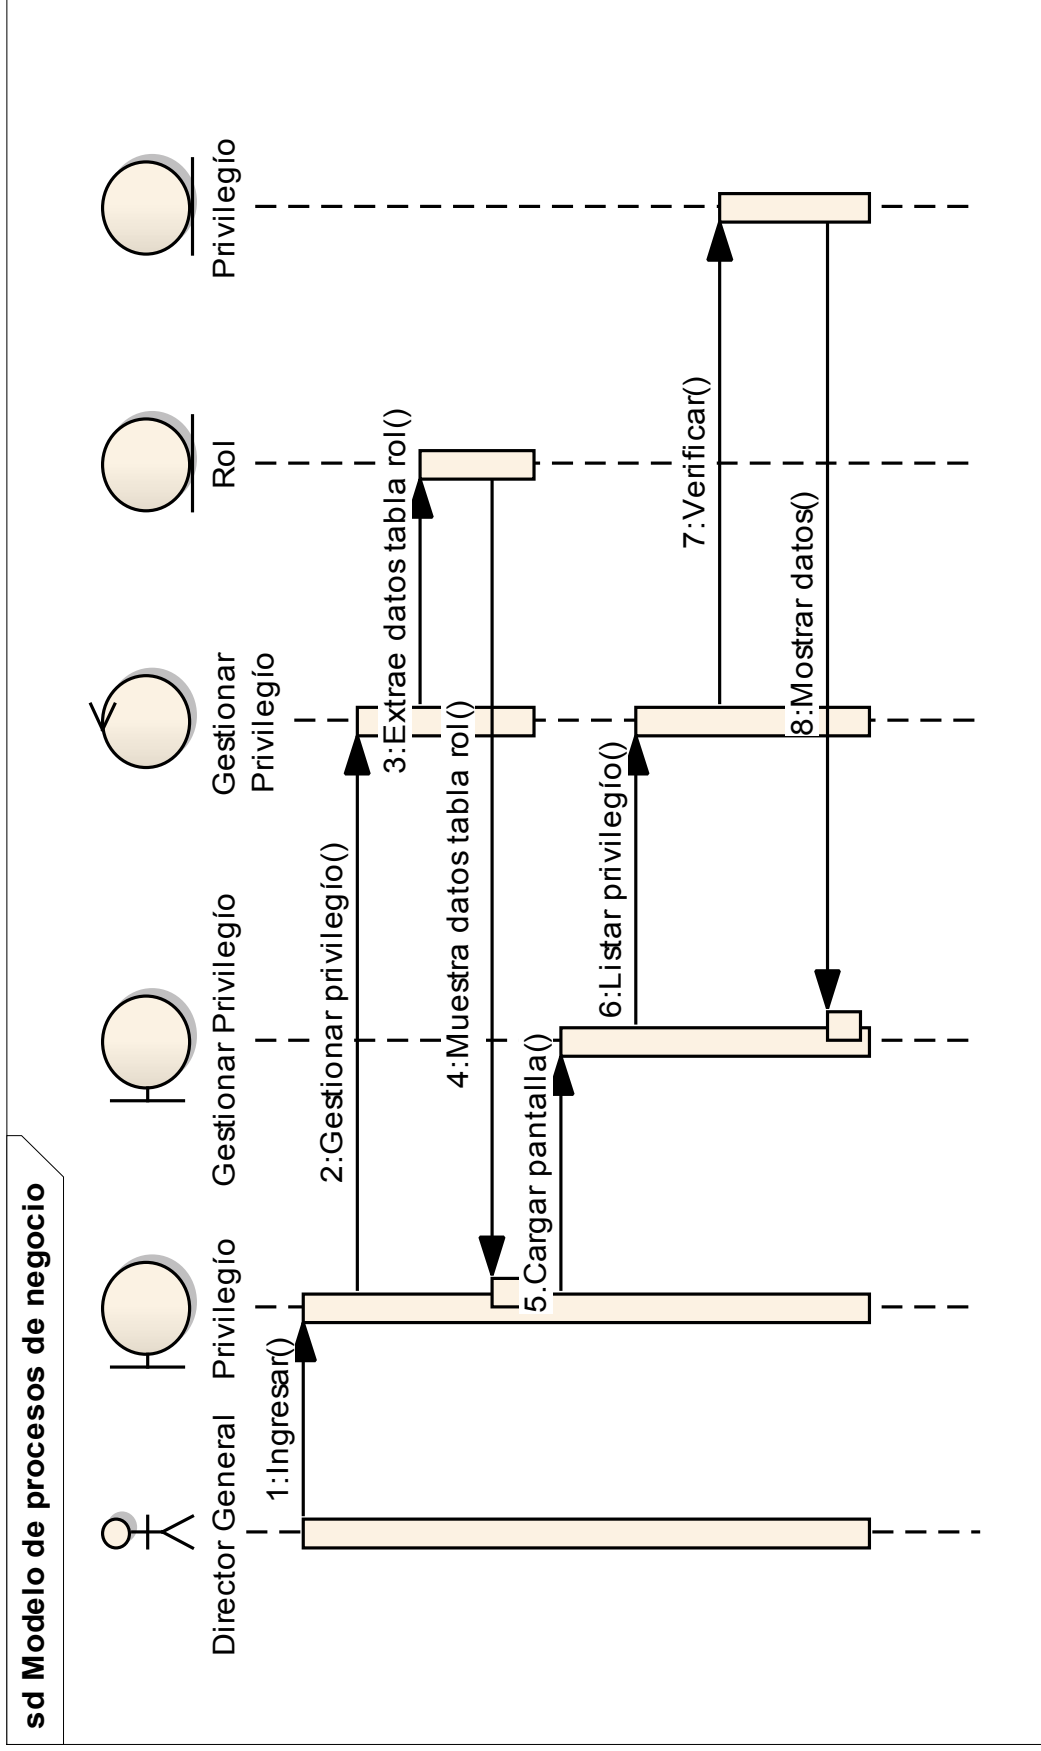 sd Modelo de procesos de negocio
Director General
Privilegío
Gestionar Privilegío
Gestionar
Privilegío
Rol
Privilegío
1:Ingresar()
2:Gestionar privilegío()
3:Extrae datos tabla rol()
4:Muestra datos tabla rol()
5.Cargar pantalla()
6:Listar privilegío()
7:Verificar()
8:Mostrar datos()